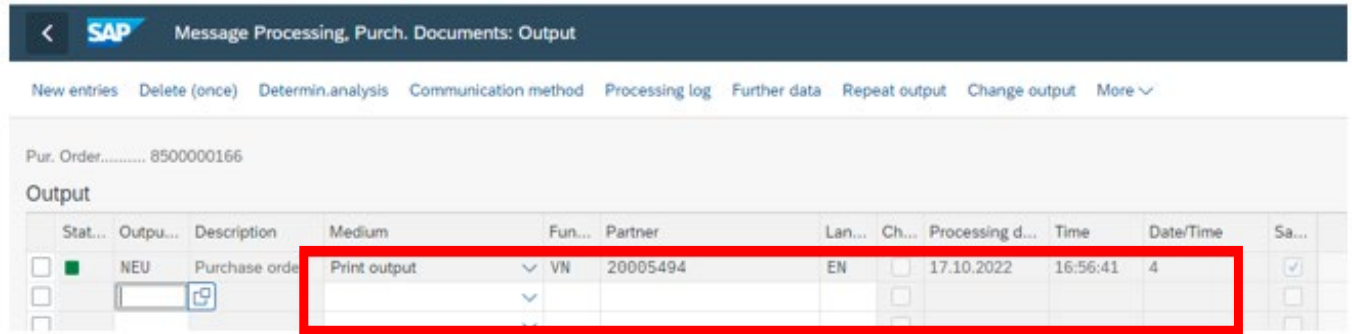 SAP Message Processing, Purch. Documents: Output
New entries Delete (once) Determin.analysis Communication method Processing log Further data Repeat output Change output More
Pur. Order........... 8500000166
Output
Stat... Outpu... Description Medium Fun... Partner Lan... Ch... Processing d... Time Date/Time Sa...
NEU Purchase orde Print output VN 20005494 EN 17.10.2022 16:56:41 4